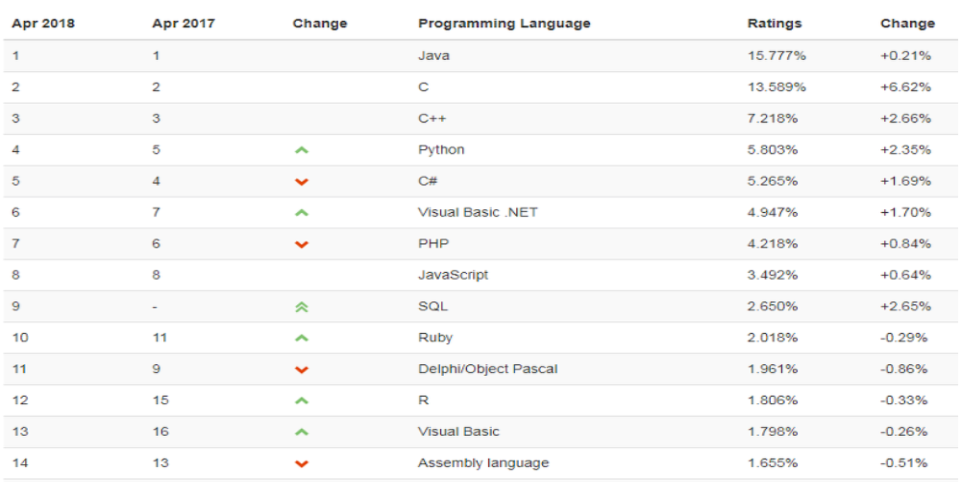 Apr 2018 Apr 2017 Change Programming Language Ratings Change
1 1 Java 15.777% +0.21%
2 2 C 13.589% +6.62%
3 3 C++ 7.218% +2.66%
4 5 Python 5.803% +2.35%
5 4 C# 5.265% +1.69%
6 7 Visual Basic .NET 4.947% +1.70%
7 6 PHP 4.218% +0.84%
8 8 JavaScript 3.492% +0.64%
9 - SQL 2.650% +2.65%
10 11 Ruby 2.018% -0.29%
11 9 Delphi/Object Pascal 1.961% -0.86%
12 15 R 1.806% -0.33%
13 16 Visual Basic 1.798% -0.26%
14 13 Assembly language 1.655% -0.51%